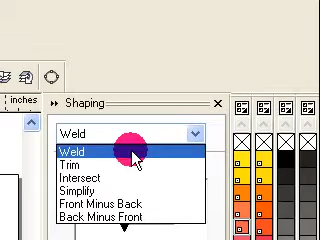 inches
Shaping
Weld
Weld
Trim
Intersect
Simplify
Front Minus Back
Back Minus Front